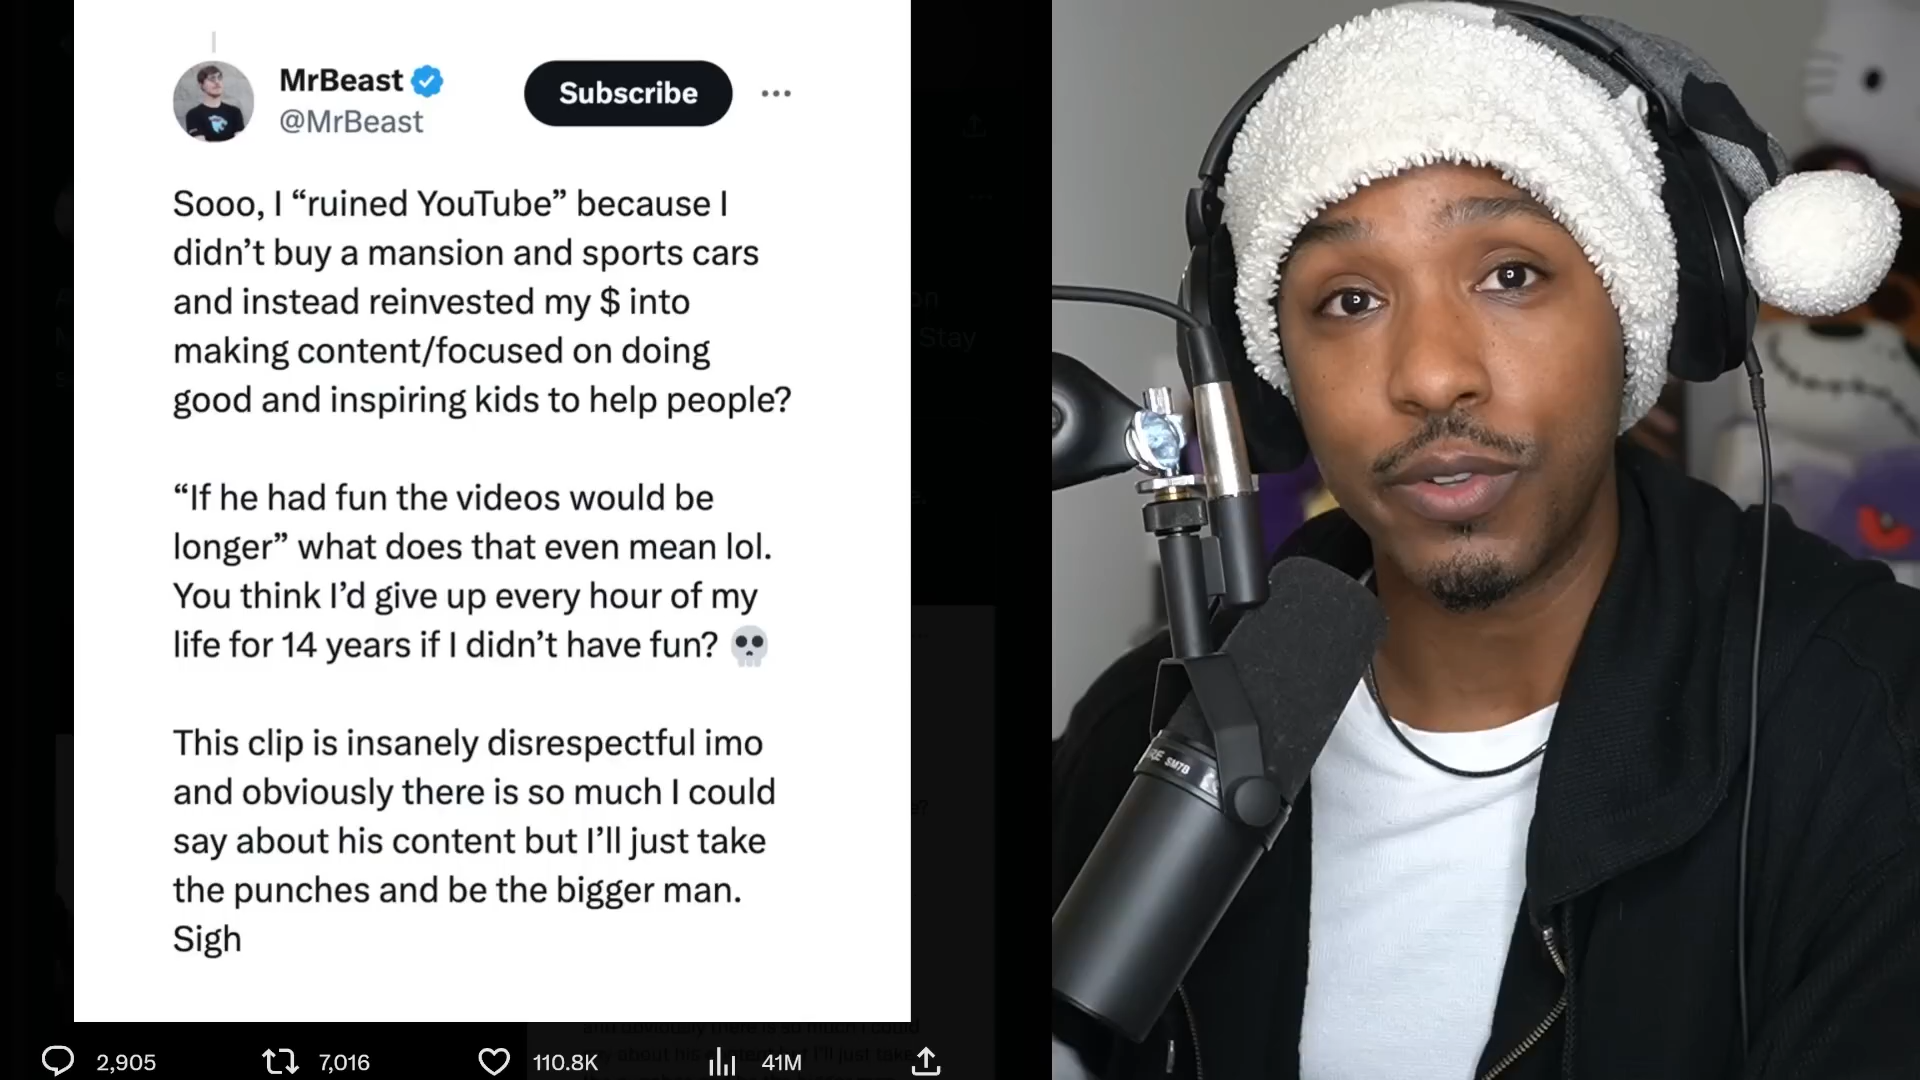 MrBeast
@MrBeast
Subscribe
Sooo, I “ruined YouTube” because I
didn’t buy a mansion and sports cars
and instead reinvested my $ into
making content/focused on doing
good and inspiring kids to help people?
“If he had fun the videos would be
longer” what does that even mean lol.
You think I’d give up every hour of my
life for 14 years if I didn’t have fun? 💀
This clip is insanely disrespectful imo
and obviously there is so much I could
say about his content but I’ll just take
the punches and be the bigger man.
Sigh
2,905
7,016
110.8K
41M
Stay
SM7B